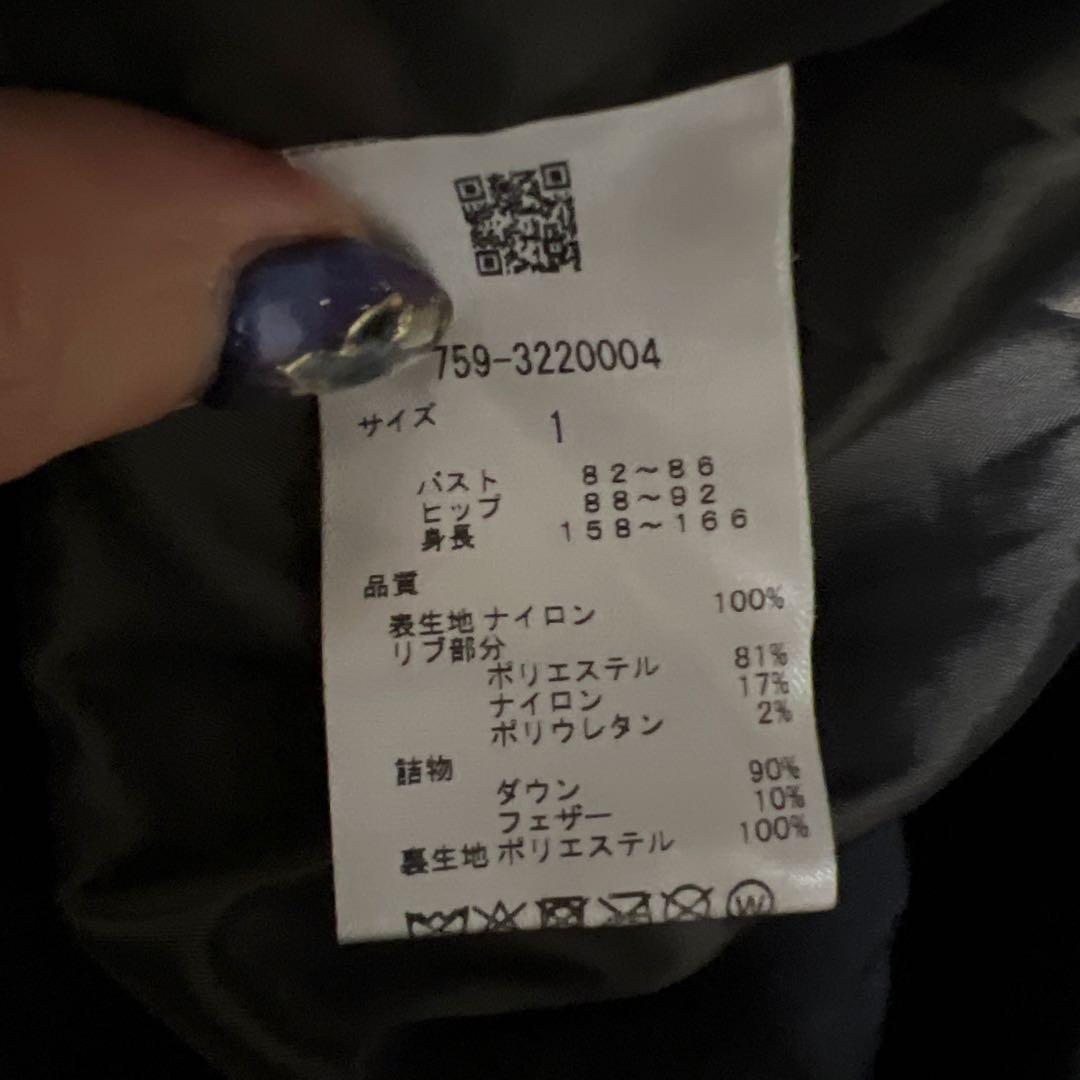 759-3220004
サイズ 1
バスト 82~86
ヒップ 88~92
身長 158~166
品質
表生地 ナイロン 100%
リブ部分
ポリエステル 81%
ナイロン 17%
ポリウレタン 2%
詰物
ダウン 90%
フェザー 10%
裏生地 ポリエステル 100%
W